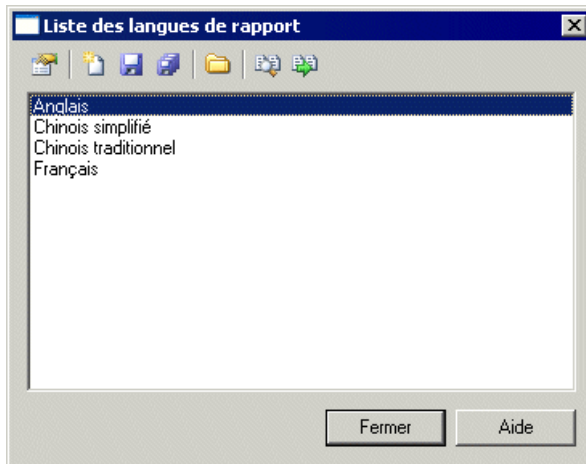 Liste des langues de rapport
Anglais
Chinois simplifié
Chinois traditionnel
Français
Fermer
Aide